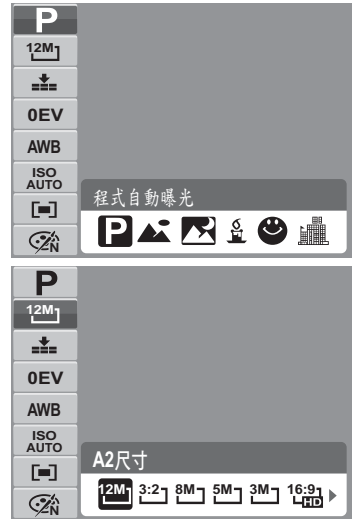 P
12M
0EV
AWB
ISO
AUTO
N
程式自動曝光
P
P
12M
0EV
AWB
ISO
AUTO
N
A2尺寸
12M 3:2 8M 5M 3M 16:9 HD